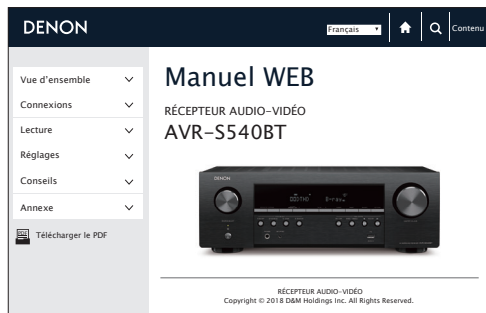 DENON
Français
Contenu
Vue d'ensemble
Connexions
Lecture
Réglages
Conseils
Annexe
Télécharger le PDF
Manuel WEB
RÉCEPTEUR AUDIO-VIDÉO
AVR-S540BT
DENON
RÉCEPTEUR AUDIO-VIDÉO
Copyright © 2018 D&M Holdings Inc. All Rights Reserved.